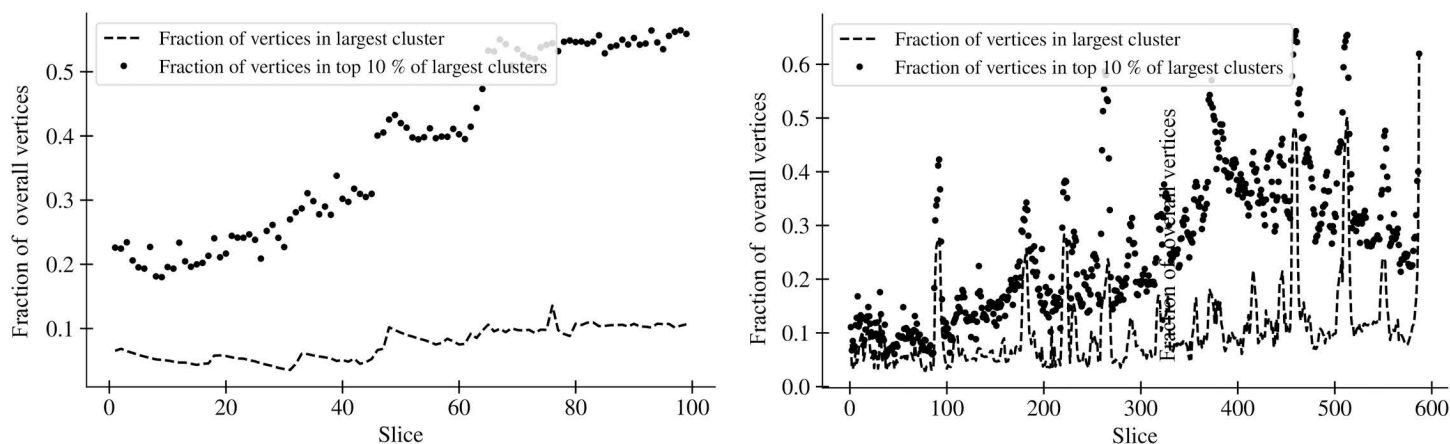 Fraction of vertices in largest cluster
Fraction of vertices in top 10 % of largest clusters
Fraction of  overall vertices
0.5
0.4
0.3
0.2
0.1
0 20 40 60 80 100
Slice
Fraction of vertices in largest cluster
Fraction of vertices in top 10 % of largest clusters
Fraction of  overall vertices
0.6
0.5
0.4
0.3
0.2
0.1
0.0
Fraction of  overall vertices
0 100 200 300 400 500 600
Slice